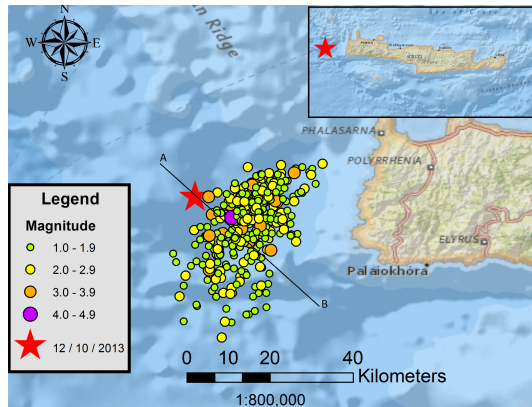 N
W E
S
n Ridge
KRITI
PHALASARNA
POLYRRHENIA
ELYRUS
Palaiokhóra
A
B
Legend
Magnitude
1.0 - 1.9
2.0 - 2.9
3.0 - 3.9
4.0 - 4.9
12 / 10 / 2013
0 10 20 40
Kilometers
1:800,000